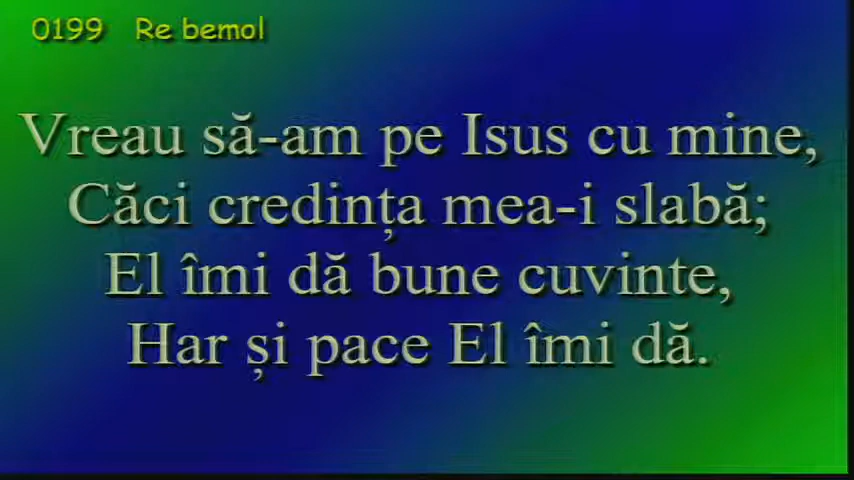 0199 Re bemol
Vreau să-am pe Isus cu mine,
Căci credința mea-i slabă;
El îmi dă bune cuvinte,
Har și pace El îmi dă.